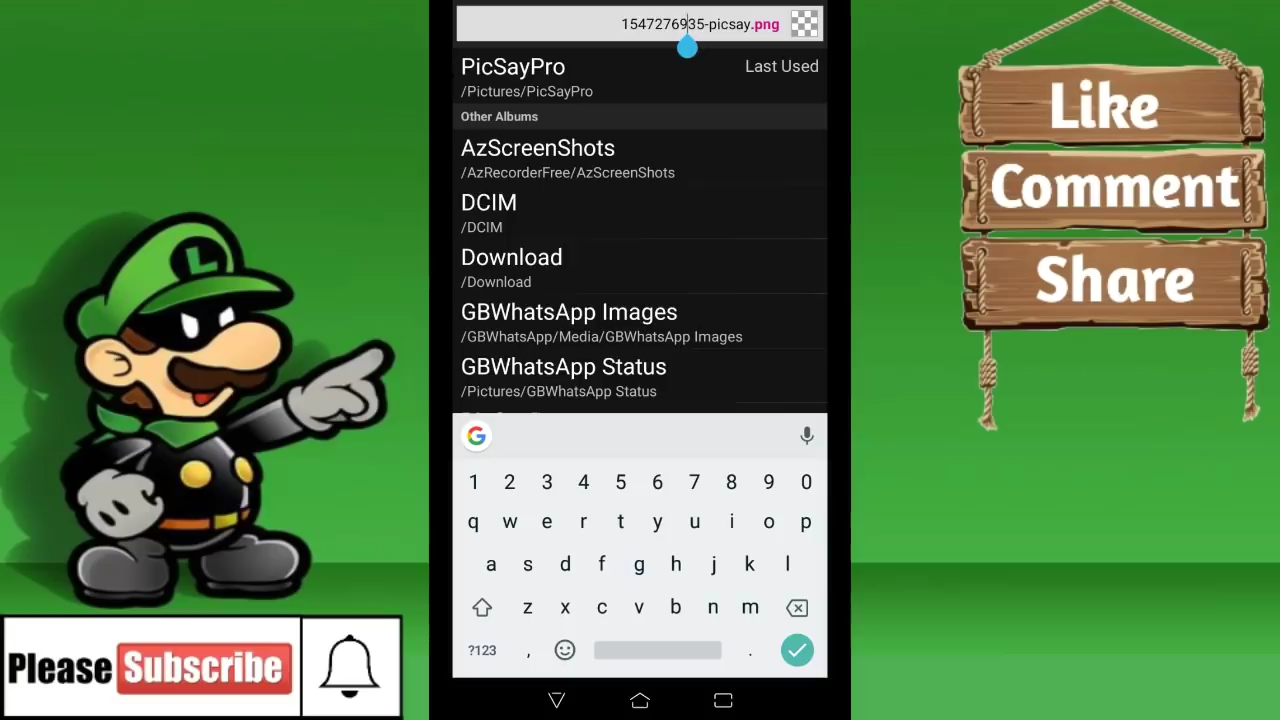 1547276935-picsay.png
PicSayPro Last Used
/Pictures/PicSayPro
Other Albums
AzScreenShots
/AzRecorderFree/AzScreenShots
DCIM
/DCIM
Download
/Download
GBWhatsApp Images
/GBWhatsApp/Media/GBWhatsApp Images
GBWhatsApp Status
/Pictures/GBWhatsApp Status
G
1 2 3 4 5 6 7 8 9 0
q w e r t y u i o p
a s d f g h j k l
z x c v b n m
?123 , .
Like
Comment
Share
L
Please Subscribe